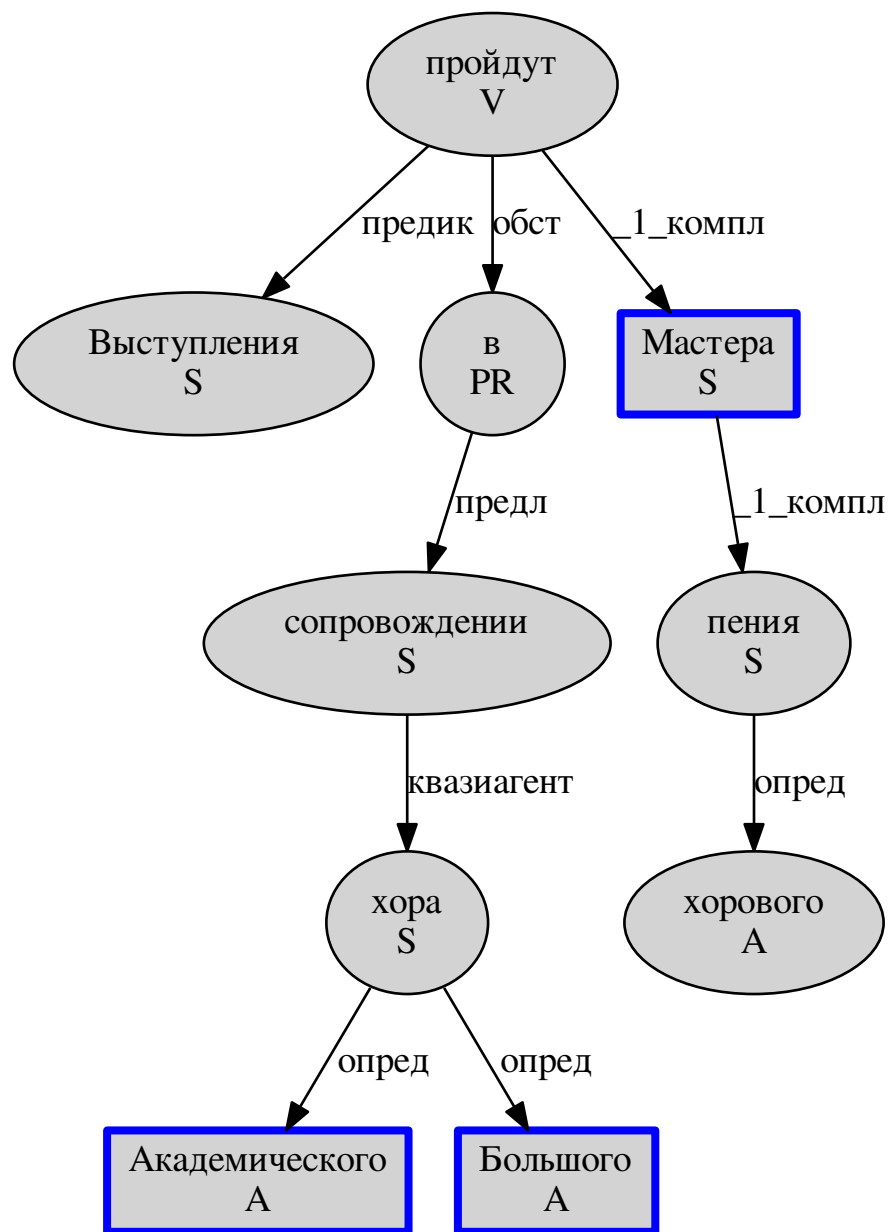 пройдут
V
предик
обст
_1_компл
Выступления
S
в
PR
Мастера
S
предл
_1_компл
сопровождении
S
пения
S
квазиагент
опред
хора
S
хорового
A
опред
опред
Академического
A
Большого
A